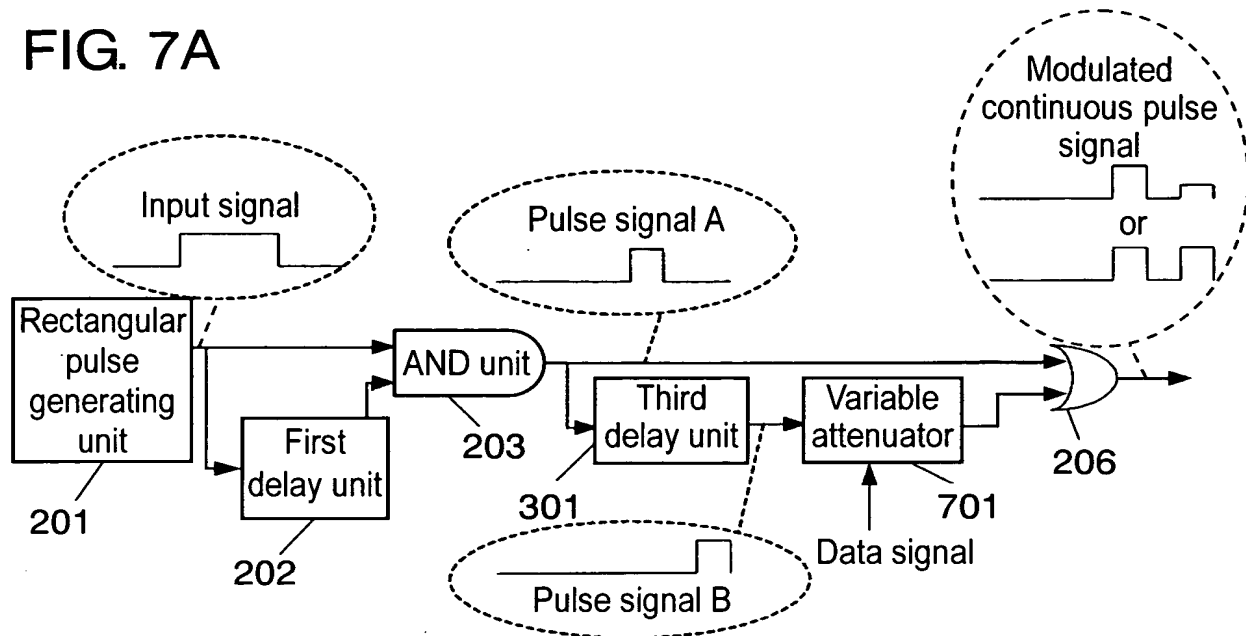 FIG. 7A
Modulated
continuous pulse
signal
or
Input signal
Pulse signal A
Rectangular
pulse
generating
unit
201
First
delay unit
202
AND unit
203
Third
delay unit
301
Variable
attenuator
701
206
Data signal
Pulse signal B